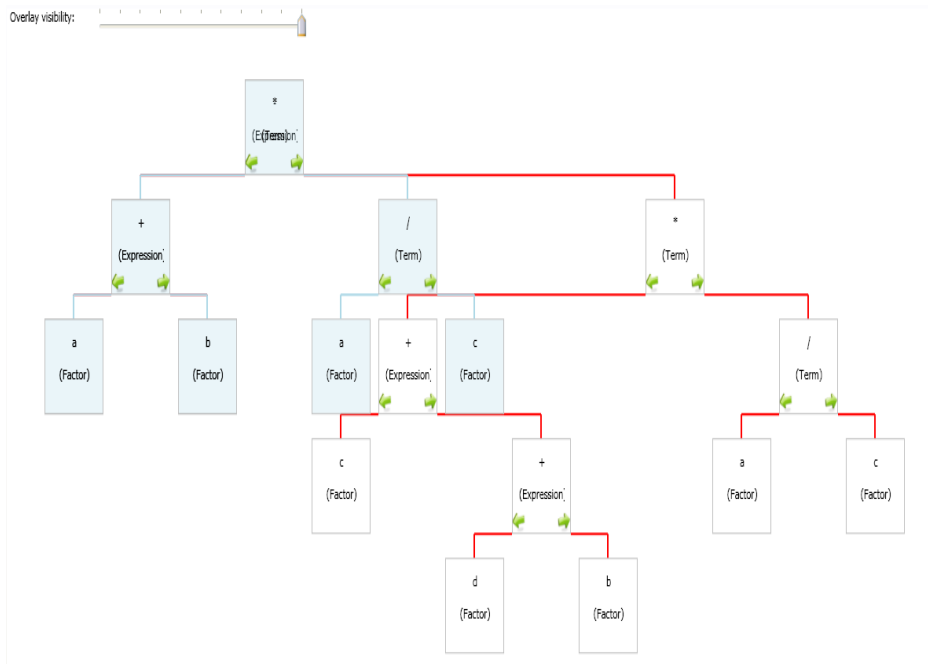 Overlay visibility:
*
+
(Expression)
/
(Term)
*
(Term)
a
(Factor)
b
(Factor)
a
(Factor)
+
(Expression)
c
(Factor)
/
(Term)
c
(Factor)
+
(Expression)
a
(Factor)
c
(Factor)
d
(Factor)
b
(Factor)